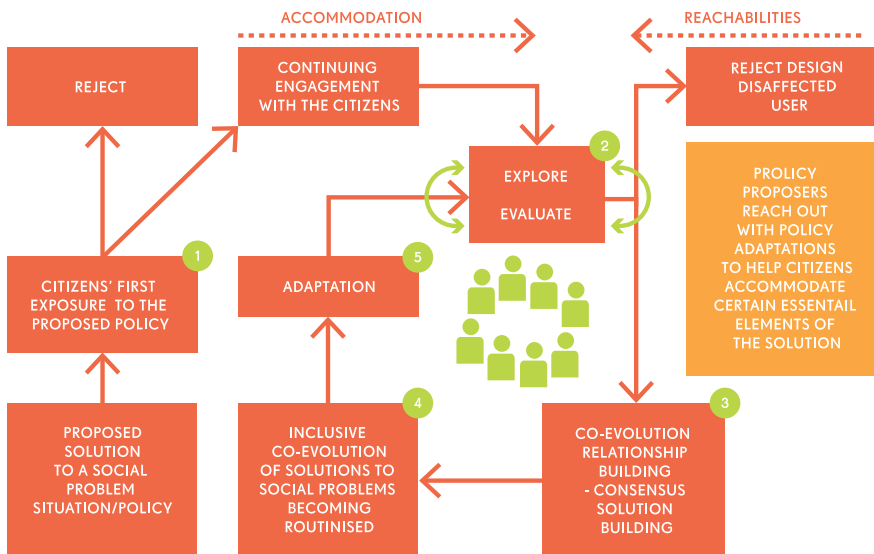 ACCOMMODATION
REACHABILITIES
REJECT
CONTINUING
ENGAGEMENT
WITH THE CITIZENS
REJECT DESIGN
DISAFFECTED
USER
2
EXPLORE
EVALUATE
PROLICY
PROPOSERS
REACH OUT
WITH POLICY
ADAPTATIONS
TO HELP CITIZENS
ACCOMMODATE
CERTAIN ESSENTAIL
ELEMENTS OF
THE SOLUTION
1
CITIZENS' FIRST
EXPOSURE TO THE
PROPOSED POLICY
5
ADAPTATION
PROPOSED
SOLUTION
TO A SOCIAL
PROBLEM
SITUATION/POLICY
4
INCLUSIVE
CO-EVOLUTION
OF SOLUTIONS TO
SOCIAL PROBLEMS
BECOMING
ROUTINISED
3
CO-EVOLUTION
RELATIONSHIP
BUILDING
- CONSENSUS
SOLUTION
BUILDING